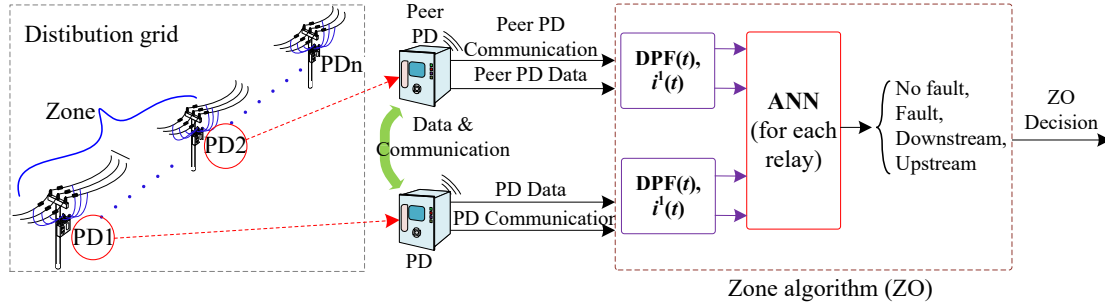 Distibution grid
PDn
Zone
PD2
PD1
Peer
PD
Data &
Communication
PD
Peer PD
Communication
Peer PD Data
PD Data
PD Communication
DPF(t),
i¹(t)
DPF(t),
i¹(t)
ANN
(for each
relay)
No fault,
Fault,
Downstream,
Upstream
ZO
Decision
Zone algorithm (ZO)